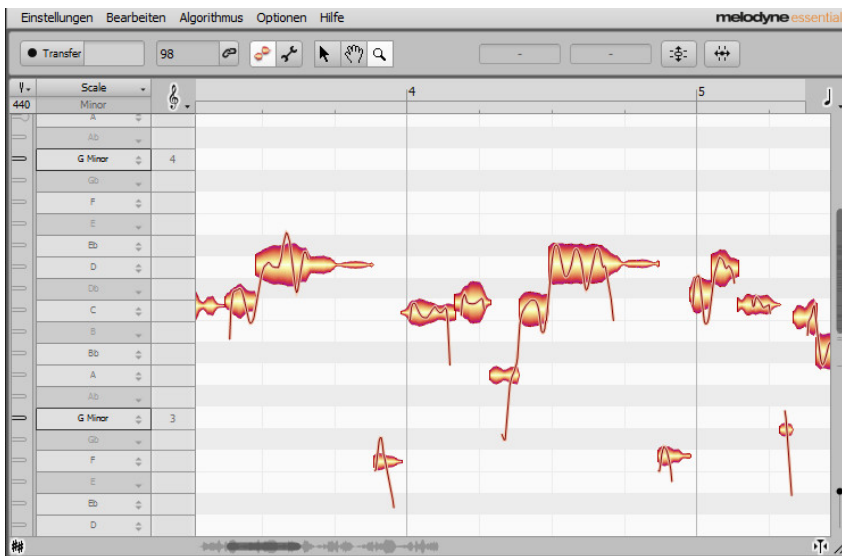 Einstellungen Bearbeiten Algorithmus Optionen Hilfe melodyne essential
Transfer 98 - -
Scale 4 5
440 Minor
A
Ab
G Minor 4
Gb
F
E
Eb
D
Db
C
B
Bb
A
Ab
G Minor 3
Gb
F
E
Eb
D